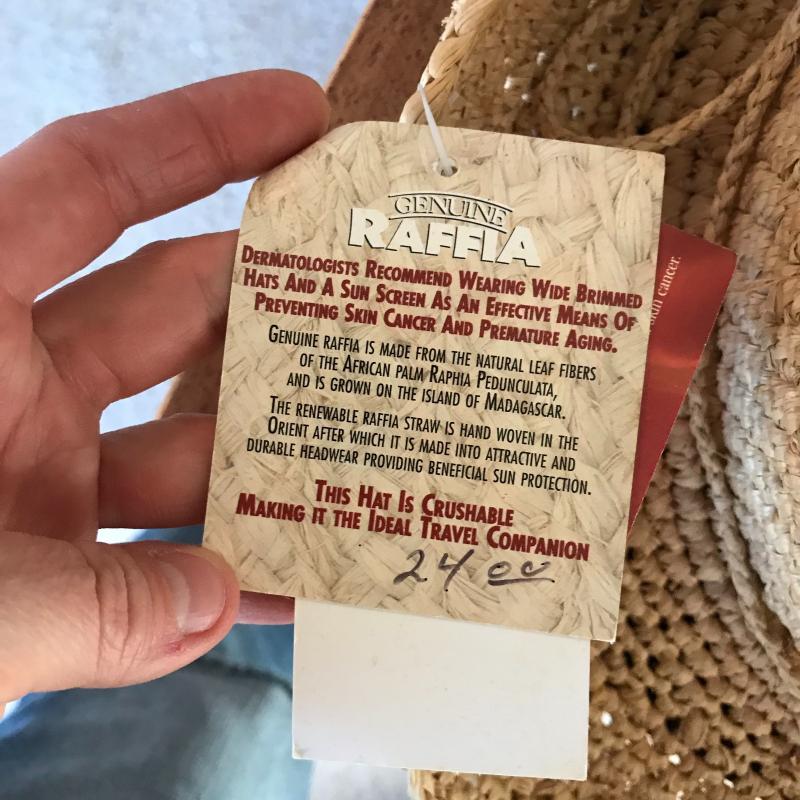 GENUINE
RAFFIA
DERMATOLOGISTS RECOMMEND WEARING WIDE BRIMMED
HATS AND A SUN SCREEN AS AN EFFECTIVE MEANS OF
PREVENTING SKIN CANCER AND PREMATURE AGING.
GENUINE RAFFIA IS MADE FROM THE NATURAL LEAF FIBERS
OF THE AFRICAN PALM RAPHIA PEDUNCULATA,
AND IS GROWN ON THE ISLAND OF MADAGASCAR.
THE RENEWABLE RAFFIA STRAW IS HAND WOVEN IN THE
ORIENT AFTER WHICH IT IS MADE INTO ATTRACTIVE AND
DURABLE HEADWEAR PROVIDING BENEFICIAL SUN PROTECTION.
THIS HAT IS CRUSHABLE
MAKING IT THE IDEAL TRAVEL COMPANION
24 00
skin cancer.